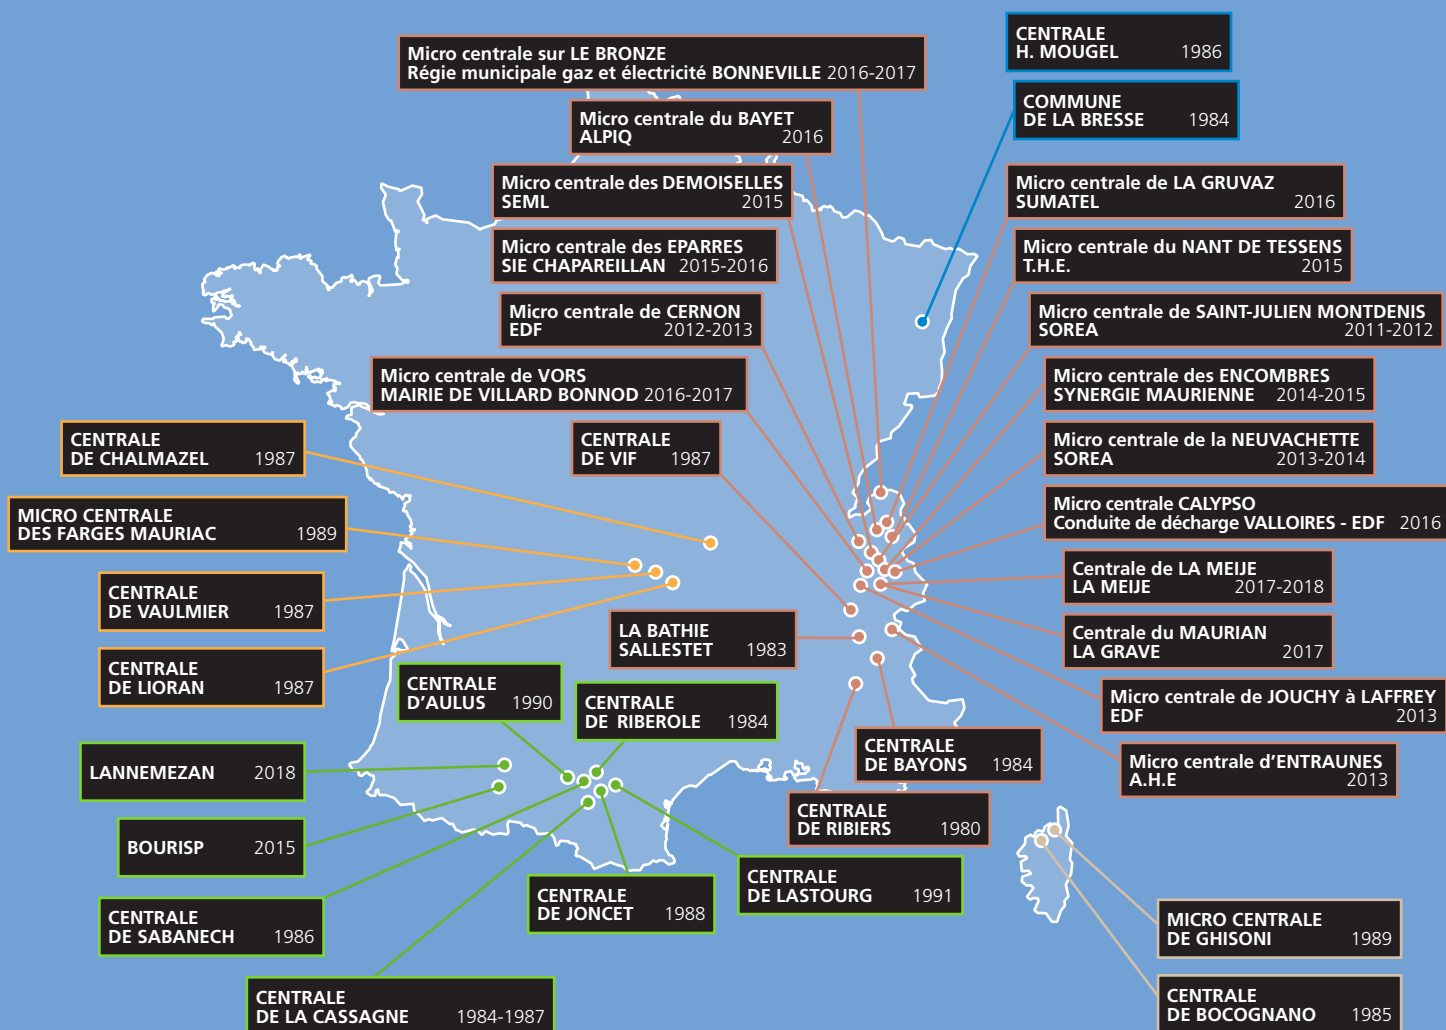 CENTRALE
H. MOUGEL 1986
Micro centrale sur LE BRONZE
Régie municipale gaz et électricité BONNEVILLE 2016-2017
COMMUNE
DE LA BRESSE 1984
Micro centrale du BAYET
ALPIQ 2016
Micro centrale des DEMOISELLES
SEML 2015
Micro centrale de LA GRUVAZ
SUMATEL 2016
Micro centrale des EPARRES
SIE CHAPAREILLAN 2015-2016
Micro centrale du NANT DE TESSENS
T.H.E. 2015
Micro centrale de CERNON
EDF 2012-2013
Micro centrale de SAINT-JULIEN MONTDENIS
SOREA 2011-2012
Micro centrale de VORS
MAIRIE DE VILLARD BONNOD 2016-2017
Micro centrale des ENCOMBRES
SYNERGIE MAURIENNE 2014-2015
CENTRALE
DE CHALMAZEL 1987
CENTRALE
DE VIF 1987
Micro centrale de la NEUVACHETTE
SOREA 2013-2014
MICRO CENTRALE
DES FARGES MAURIAC 1989
Micro centrale CALYPSO
Conduite de décharge VALLOIRES - EDF 2016
CENTRALE
DE VAULMIER 1987
Centrale de LA MEIJE
LA MEIJE 2017-2018
LA BATHIE
SALLESTET 1983
Centrale du MAURIAN
LA GRAVE 2017
CENTRALE
DE LIORAN 1987
CENTRALE
D'AULUS 1990
CENTRALE
DE RIBEROLE 1984
Micro centrale de JOUCHY à LAFFREY
EDF 2013
LANNEMEZAN 2018
CENTRALE
DE BAYONS 1984
Micro centrale d'ENTRAUNES
A.H.E 2013
CENTRALE
DE RIBIERS 1980
BOURISP 2015
CENTRALE
DE LASTOURG 1991
CENTRALE
DE JONCET 1988
CENTRALE
DE SABANECH 1986
MICRO CENTRALE
DE GHISONI 1989
CENTRALE
DE LA CASSAGNE 1984-1987
CENTRALE
DE BOCOGNANO 1985